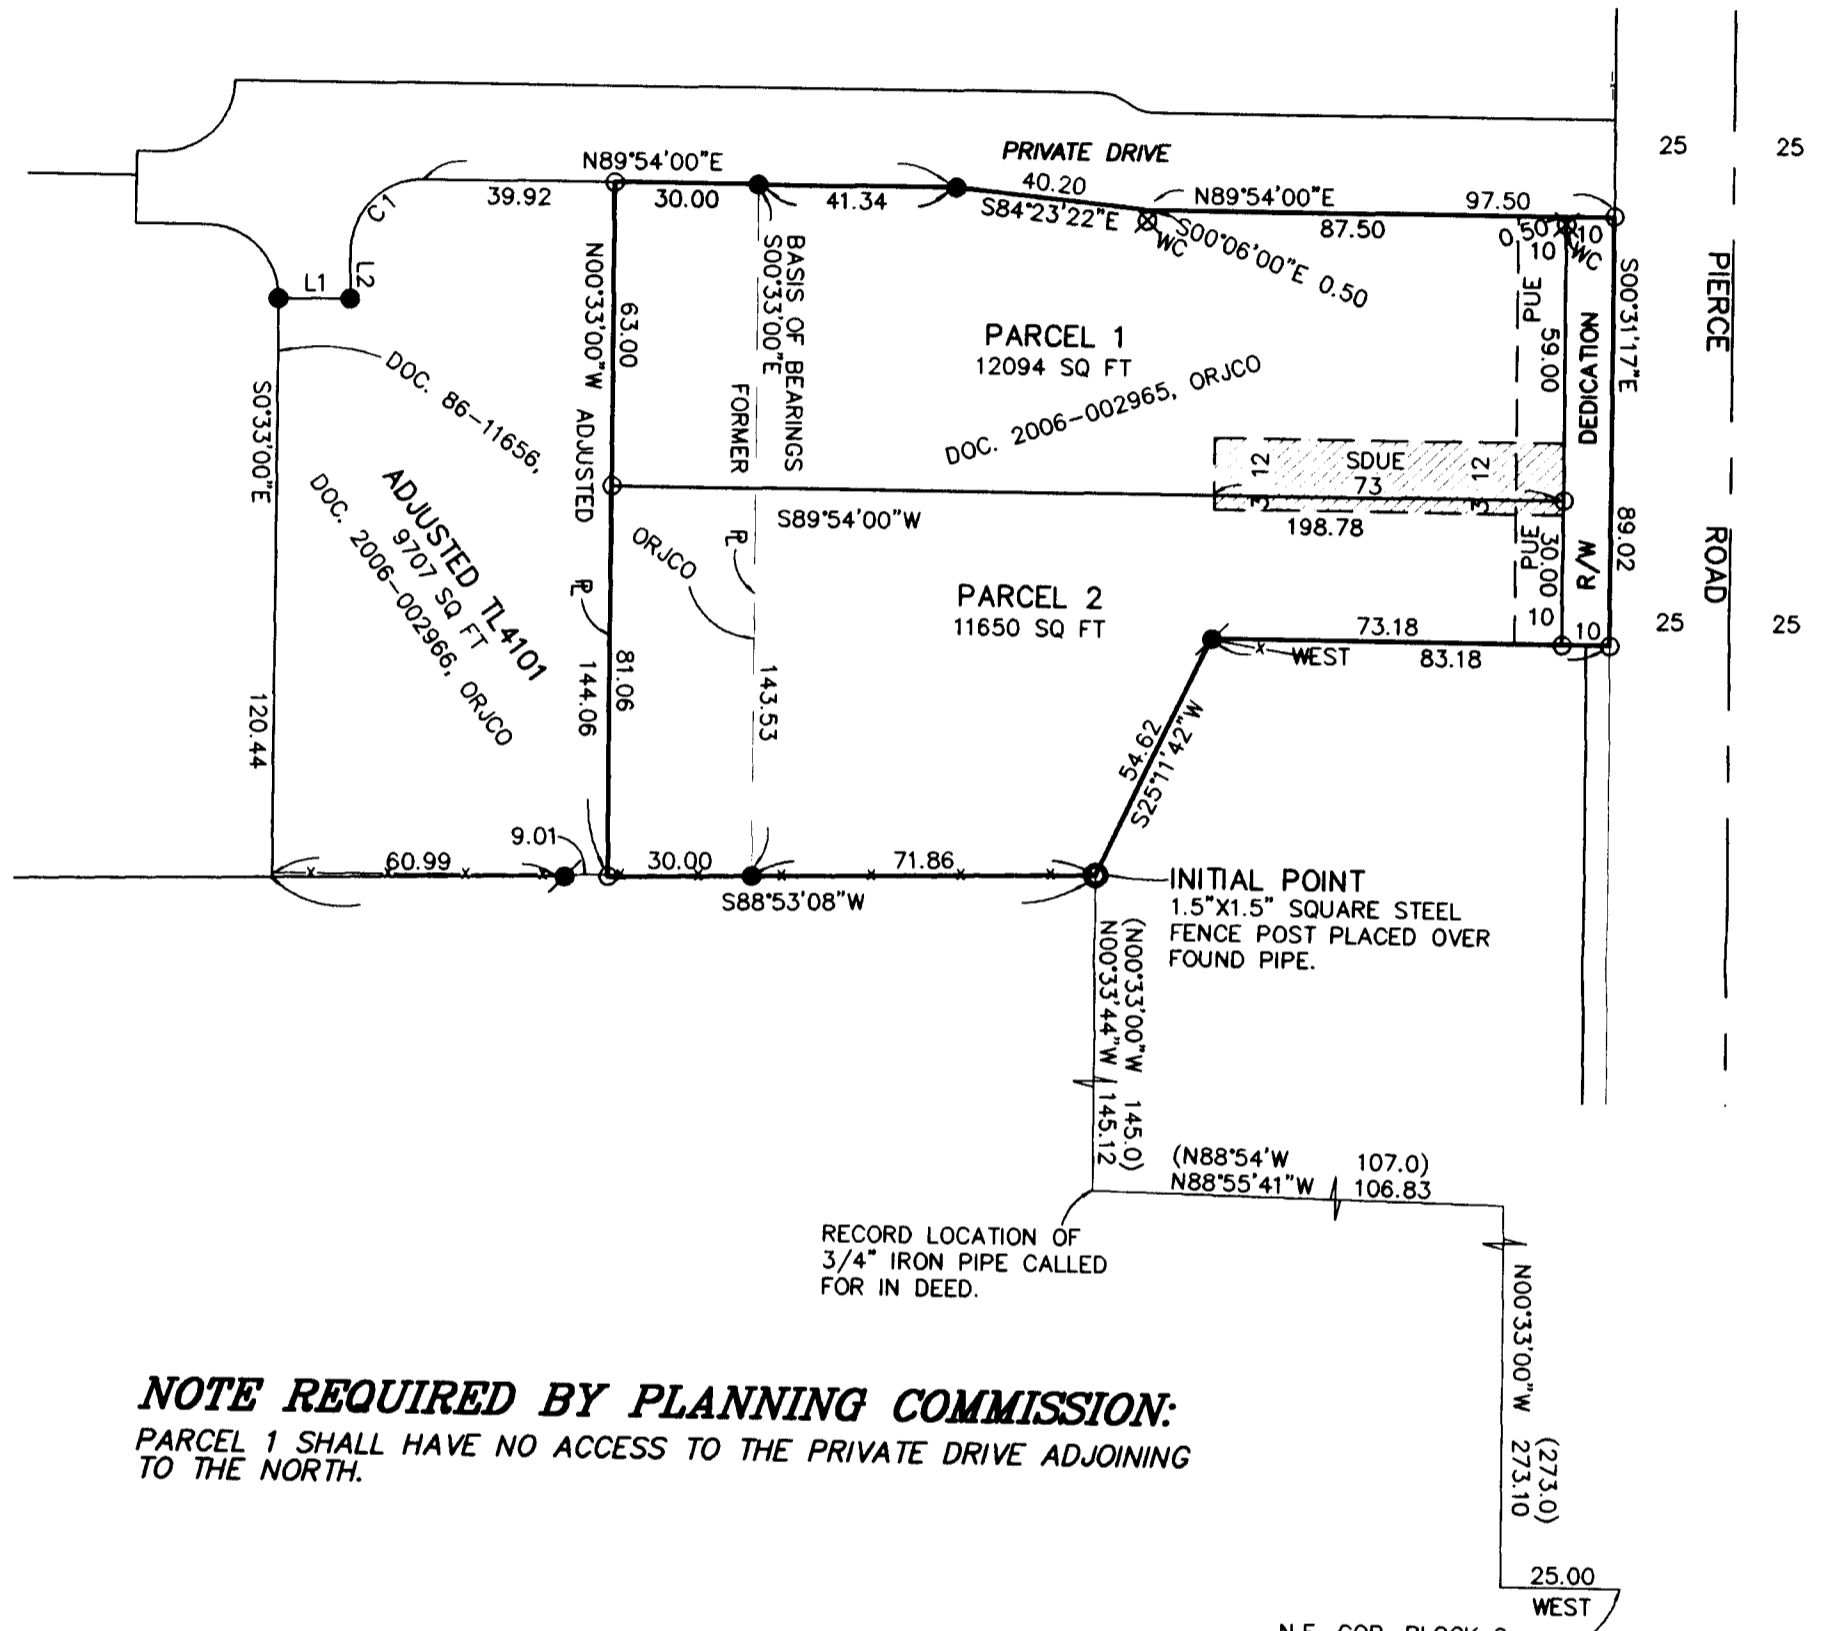 25
25
PRIVATE DRIVE
N89°54'00"E
39.92
30.00
41.34
40.20
S84°23'22"E
N89°54'00"E
97.50
87.50
S00°06'00"E 0.50
WC
0.50
10
10
WC
C1
L1
L2
N00°33'00"W ADJUSTED
63.00
BASIS OF BEARINGS
S00°33'00"E
FORMER
PARCEL 1
12094 SQ FT
DOC. 2006-002965, ORJCO
PUE
59.00
R/W DEDICATION
S00°31'17"E
89.02
PIERCE ROAD
DOC. 86-11656,
ORJCO
S0°33'00"E
120.44
ADJUSTED TL4101
9707 SQ FT
DOC. 2006-002966, ORJCO
SDUE
12
12
73
3
3
S89°54'00"W
198.78
PUE
30.00
10
10
PL
PL
PARCEL 2
11650 SQ FT
73.18
WEST
83.18
25
25
81.06
144.06
143.53
54.62
S25°11'42"W
60.99
9.01
30.00
71.86
S88°53'08"W
INITIAL POINT
1.5"X1.5" SQUARE STEEL
FENCE POST PLACED OVER
FOUND PIPE.
(N00°33'00"W 145.0)
N00°33'44"W 145.12
(N88°54'W 107.0)
N88°55'41"W 106.83
RECORD LOCATION OF
3/4" IRON PIPE CALLED
FOR IN DEED.
N00°33'00"W 273.10
(273.0)
NOTE REQUIRED BY PLANNING COMMISSION:
PARCEL 1 SHALL HAVE NO ACCESS TO THE PRIVATE DRIVE ADJOINING
TO THE NORTH.
25.00
WEST